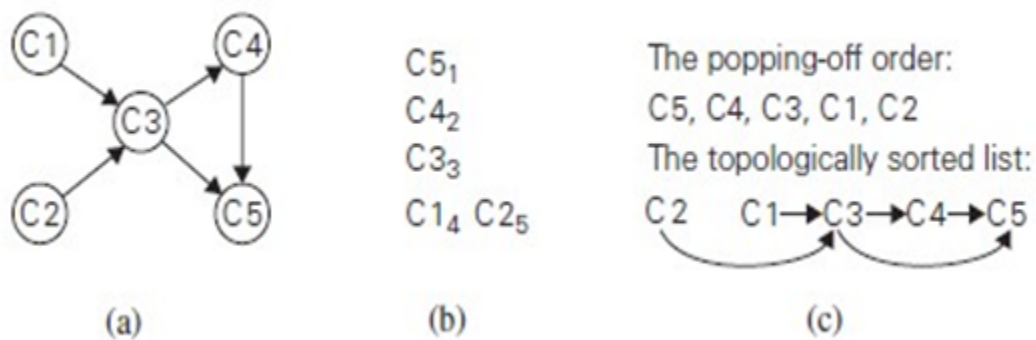 C1
C4
C3
C2
C5
(a)
C5₁
C4₂
C3₃
C1₄ C2₅
(b)
The popping-off order:
C5, C4, C3, C1, C2
The topologically sorted list:
C2 C1 C3 C4 C5
(c)